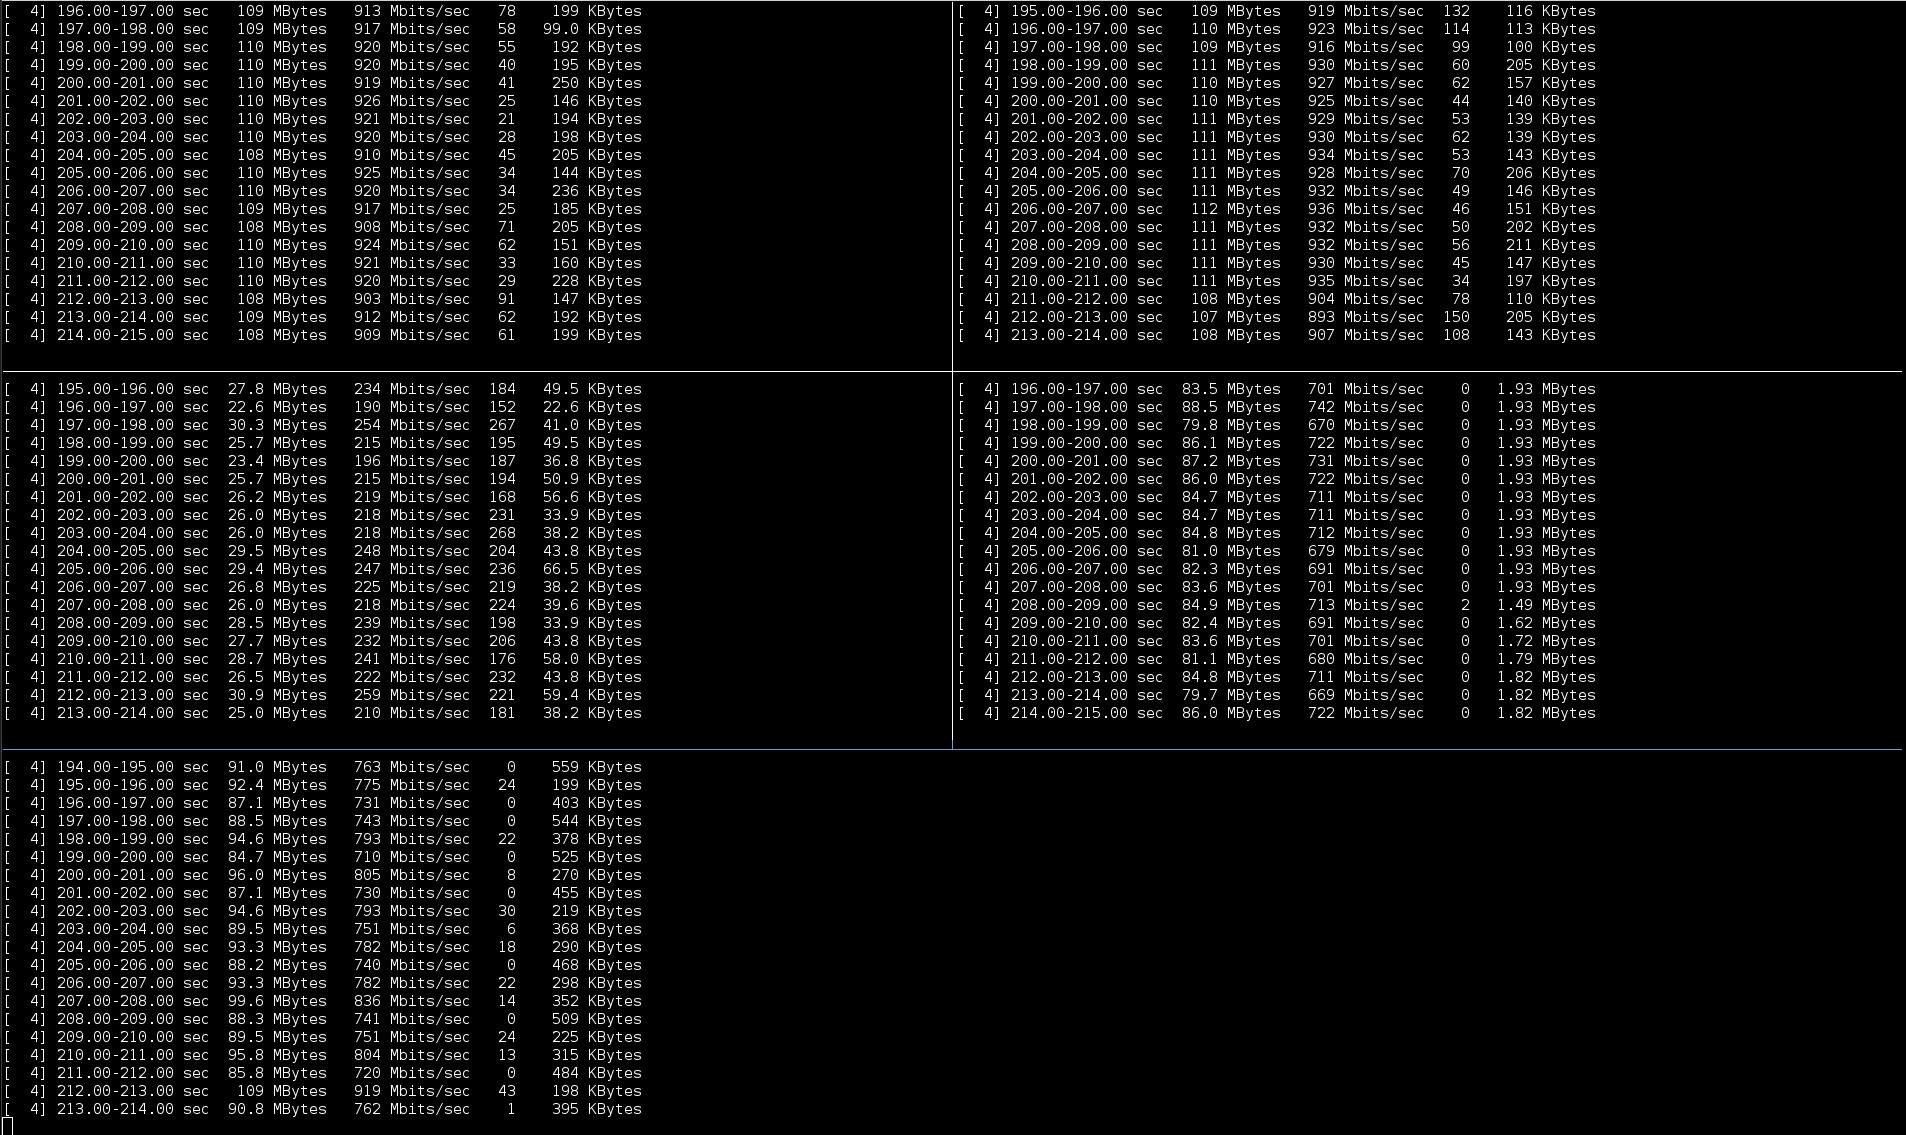 [  4] 196.00-197.00 sec   109 MBytes   913 Mbits/sec   78    199 KBytes
[  4] 197.00-198.00 sec   109 MBytes   917 Mbits/sec   58   99.0 KBytes
[  4] 198.00-199.00 sec   110 MBytes   920 Mbits/sec   55    192 KBytes
[  4] 199.00-200.00 sec   110 MBytes   920 Mbits/sec   40    195 KBytes
[  4] 200.00-201.00 sec   110 MBytes   919 Mbits/sec   41    250 KBytes
[  4] 201.00-202.00 sec   110 MBytes   926 Mbits/sec   25    146 KBytes
[  4] 202.00-203.00 sec   110 MBytes   921 Mbits/sec   21    194 KBytes
[  4] 203.00-204.00 sec   110 MBytes   920 Mbits/sec   28    198 KBytes
[  4] 204.00-205.00 sec   108 MBytes   910 Mbits/sec   45    205 KBytes
[  4] 205.00-206.00 sec   110 MBytes   925 Mbits/sec   34    144 KBytes
[  4] 206.00-207.00 sec   110 MBytes   920 Mbits/sec   34    236 KBytes
[  4] 207.00-208.00 sec   109 MBytes   917 Mbits/sec   25    185 KBytes
[  4] 208.00-209.00 sec   108 MBytes   908 Mbits/sec   71    205 KBytes
[  4] 209.00-210.00 sec   110 MBytes   924 Mbits/sec   62    151 KBytes
[  4] 210.00-211.00 sec   110 MBytes   921 Mbits/sec   33    160 KBytes
[  4] 211.00-212.00 sec   110 MBytes   920 Mbits/sec   29    228 KBytes
[  4] 212.00-213.00 sec   108 MBytes   903 Mbits/sec   91    147 KBytes
[  4] 213.00-214.00 sec   109 MBytes   912 Mbits/sec   62    192 KBytes
[  4] 214.00-215.00 sec   108 MBytes   909 Mbits/sec   61    199 KBytes
[  4] 195.00-196.00 sec   109 MBytes   919 Mbits/sec  132    116 KBytes
[  4] 196.00-197.00 sec   110 MBytes   923 Mbits/sec  114    113 KBytes
[  4] 197.00-198.00 sec   109 MBytes   916 Mbits/sec   99    100 KBytes
[  4] 198.00-199.00 sec   111 MBytes   930 Mbits/sec   60    205 KBytes
[  4] 199.00-200.00 sec   110 MBytes   927 Mbits/sec   62    157 KBytes
[  4] 200.00-201.00 sec   110 MBytes   925 Mbits/sec   44    140 KBytes
[  4] 201.00-202.00 sec   111 MBytes   929 Mbits/sec   53    139 KBytes
[  4] 202.00-203.00 sec   111 MBytes   930 Mbits/sec   62    139 KBytes
[  4] 203.00-204.00 sec   111 MBytes   934 Mbits/sec   53    143 KBytes
[  4] 204.00-205.00 sec   111 MBytes   928 Mbits/sec   70    206 KBytes
[  4] 205.00-206.00 sec   111 MBytes   932 Mbits/sec   49    146 KBytes
[  4] 206.00-207.00 sec   112 MBytes   936 Mbits/sec   46    151 KBytes
[  4] 207.00-208.00 sec   111 MBytes   932 Mbits/sec   50    202 KBytes
[  4] 208.00-209.00 sec   111 MBytes   932 Mbits/sec   56    211 KBytes
[  4] 209.00-210.00 sec   111 MBytes   930 Mbits/sec   45    147 KBytes
[  4] 210.00-211.00 sec   111 MBytes   935 Mbits/sec   34    197 KBytes
[  4] 211.00-212.00 sec   108 MBytes   904 Mbits/sec   78    110 KBytes
[  4] 212.00-213.00 sec   107 MBytes   893 Mbits/sec  150    205 KBytes
[  4] 213.00-214.00 sec   108 MBytes   907 Mbits/sec  108    143 KBytes
[  4] 195.00-196.00 sec  27.8 MBytes   234 Mbits/sec  184   49.5 KBytes
[  4] 196.00-197.00 sec  22.6 MBytes   190 Mbits/sec  152   22.6 KBytes
[  4] 197.00-198.00 sec  30.3 MBytes   254 Mbits/sec  267   41.0 KBytes
[  4] 198.00-199.00 sec  25.7 MBytes   215 Mbits/sec  195   49.5 KBytes
[  4] 199.00-200.00 sec  23.4 MBytes   196 Mbits/sec  187   36.8 KBytes
[  4] 200.00-201.00 sec  25.7 MBytes   215 Mbits/sec  194   50.9 KBytes
[  4] 201.00-202.00 sec  26.2 MBytes   219 Mbits/sec  168   56.6 KBytes
[  4] 202.00-203.00 sec  26.0 MBytes   218 Mbits/sec  231   33.9 KBytes
[  4] 203.00-204.00 sec  26.0 MBytes   218 Mbits/sec  268   38.2 KBytes
[  4] 204.00-205.00 sec  29.5 MBytes   248 Mbits/sec  204   43.8 KBytes
[  4] 205.00-206.00 sec  29.4 MBytes   247 Mbits/sec  236   66.5 KBytes
[  4] 206.00-207.00 sec  26.8 MBytes   225 Mbits/sec  219   38.2 KBytes
[  4] 207.00-208.00 sec  26.0 MBytes   218 Mbits/sec  224   39.6 KBytes
[  4] 208.00-209.00 sec  28.5 MBytes   239 Mbits/sec  198   33.9 KBytes
[  4] 209.00-210.00 sec  27.7 MBytes   232 Mbits/sec  206   43.8 KBytes
[  4] 210.00-211.00 sec  28.7 MBytes   241 Mbits/sec  176   58.0 KBytes
[  4] 211.00-212.00 sec  26.5 MBytes   222 Mbits/sec  232   43.8 KBytes
[  4] 212.00-213.00 sec  30.9 MBytes   259 Mbits/sec  221   59.4 KBytes
[  4] 213.00-214.00 sec  25.0 MBytes   210 Mbits/sec  181   38.2 KBytes
[  4] 196.00-197.00 sec  83.5 MBytes   701 Mbits/sec    0   1.93 MBytes
[  4] 197.00-198.00 sec  88.5 MBytes   742 Mbits/sec    0   1.93 MBytes
[  4] 198.00-199.00 sec  79.8 MBytes   670 Mbits/sec    0   1.93 MBytes
[  4] 199.00-200.00 sec  86.1 MBytes   722 Mbits/sec    0   1.93 MBytes
[  4] 200.00-201.00 sec  87.2 MBytes   731 Mbits/sec    0   1.93 MBytes
[  4] 201.00-202.00 sec  86.0 MBytes   722 Mbits/sec    0   1.93 MBytes
[  4] 202.00-203.00 sec  84.7 MBytes   711 Mbits/sec    0   1.93 MBytes
[  4] 203.00-204.00 sec  84.7 MBytes   711 Mbits/sec    0   1.93 MBytes
[  4] 204.00-205.00 sec  84.8 MBytes   712 Mbits/sec    0   1.93 MBytes
[  4] 205.00-206.00 sec  81.0 MBytes   679 Mbits/sec    0   1.93 MBytes
[  4] 206.00-207.00 sec  82.3 MBytes   691 Mbits/sec    0   1.93 MBytes
[  4] 207.00-208.00 sec  83.6 MBytes   701 Mbits/sec    0   1.93 MBytes
[  4] 208.00-209.00 sec  84.9 MBytes   713 Mbits/sec    2   1.49 MBytes
[  4] 209.00-210.00 sec  82.4 MBytes   691 Mbits/sec    0   1.62 MBytes
[  4] 210.00-211.00 sec  83.6 MBytes   701 Mbits/sec    0   1.72 MBytes
[  4] 211.00-212.00 sec  81.1 MBytes   680 Mbits/sec    0   1.79 MBytes
[  4] 212.00-213.00 sec  84.8 MBytes   711 Mbits/sec    0   1.82 MBytes
[  4] 213.00-214.00 sec  79.7 MBytes   669 Mbits/sec    0   1.82 MBytes
[  4] 214.00-215.00 sec  86.0 MBytes   722 Mbits/sec    0   1.82 MBytes
[  4] 194.00-195.00 sec  91.0 MBytes   763 Mbits/sec    0    559 KBytes
[  4] 195.00-196.00 sec  92.4 MBytes   775 Mbits/sec   24    199 KBytes
[  4] 196.00-197.00 sec  87.1 MBytes   731 Mbits/sec    0    403 KBytes
[  4] 197.00-198.00 sec  88.5 MBytes   743 Mbits/sec    0    544 KBytes
[  4] 198.00-199.00 sec  94.6 MBytes   793 Mbits/sec   22    378 KBytes
[  4] 199.00-200.00 sec  84.7 MBytes   710 Mbits/sec    0    525 KBytes
[  4] 200.00-201.00 sec  96.0 MBytes   805 Mbits/sec    8    270 KBytes
[  4] 201.00-202.00 sec  87.1 MBytes   730 Mbits/sec    0    455 KBytes
[  4] 202.00-203.00 sec  94.6 MBytes   793 Mbits/sec   30    219 KBytes
[  4] 203.00-204.00 sec  89.5 MBytes   751 Mbits/sec    6    368 KBytes
[  4] 204.00-205.00 sec  93.3 MBytes   782 Mbits/sec   18    290 KBytes
[  4] 205.00-206.00 sec  88.2 MBytes   740 Mbits/sec    0    468 KBytes
[  4] 206.00-207.00 sec  93.3 MBytes   782 Mbits/sec   22    298 KBytes
[  4] 207.00-208.00 sec  99.6 MBytes   836 Mbits/sec   14    352 KBytes
[  4] 208.00-209.00 sec  88.3 MBytes   741 Mbits/sec    0    509 KBytes
[  4] 209.00-210.00 sec  89.5 MBytes   751 Mbits/sec   24    225 KBytes
[  4] 210.00-211.00 sec  95.8 MBytes   804 Mbits/sec   13    315 KBytes
[  4] 211.00-212.00 sec  85.8 MBytes   720 Mbits/sec    0    484 KBytes
[  4] 212.00-213.00 sec   109 MBytes   919 Mbits/sec   43    198 KBytes
[  4] 213.00-214.00 sec  90.8 MBytes   762 Mbits/sec    1    395 KBytes